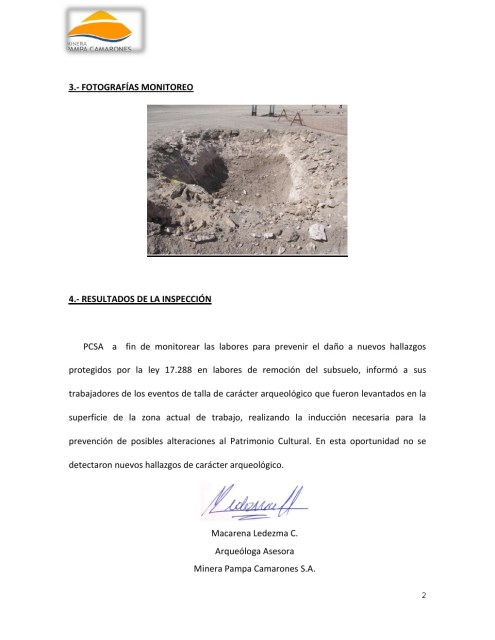 MINERA
PAMPA CAMARONES
3.- FOTOGRAFÍAS MONITOREO
4.- RESULTADOS DE LA INSPECCIÓN
PCSA a fin de monitorear las labores para prevenir el daño a nuevos hallazgos
protegidos por la ley 17.288 en labores de remoción del subsuelo, informó a sus
trabajadores de los eventos de talla de carácter arqueológico que fueron levantados en la
superficie de la zona actual de trabajo, realizando la inducción necesaria para la
prevención de posibles alteraciones al Patrimonio Cultural. En esta oportunidad no se
detectaron nuevos hallazgos de carácter arqueológico.
Macarena Ledezma C.
Arqueóloga Asesora
Minera Pampa Camarones S.A.
2